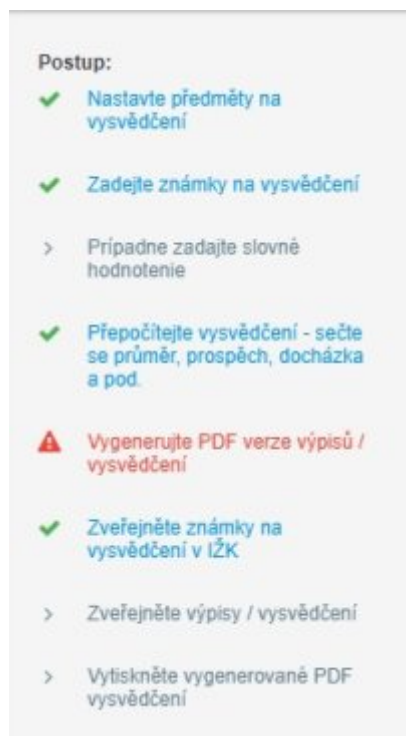 Postup:
Nastavte předměty na
vysvědčení
Zadejte známky na vysvědčení
Prípadne zadajte slovné
hodnotenie
Přepočítejte vysvědčení - sečte
se průměr, prospěch, docházka
a pod.
Vygenerujte PDF verze výpisů /
vysvědčení
Zveřejněte známky na
vysvědčení v IŽK
Zveřejněte výpisy / vysvědčení
Vytiskněte vygenerované PDF
vysvědčení